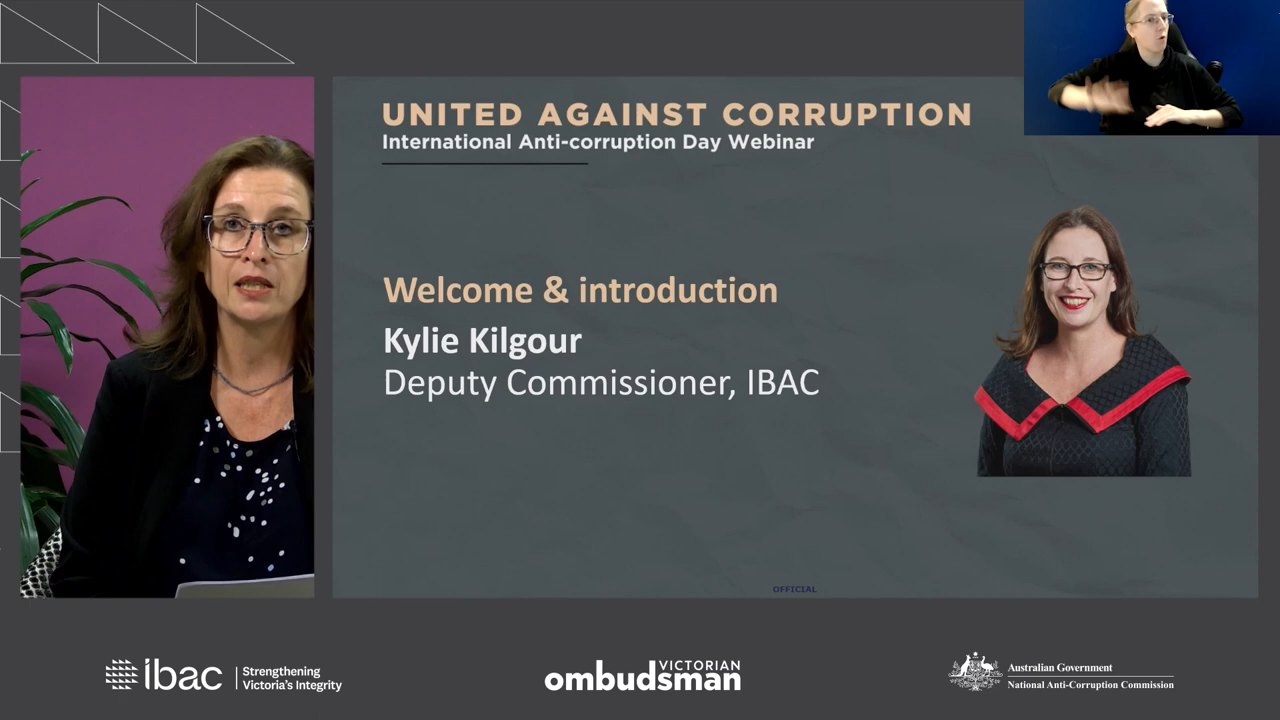 UNITED AGAINST CORRUPTION
International Anti-corruption Day Webinar
Welcome & introduction
Kylie Kilgour
Deputy Commissioner, IBAC
OFFICIAL
ibac
Strengthening
Victoria's Integrity
VICTORIAN
ombudsman
Australian Government
National Anti-Corruption Commission